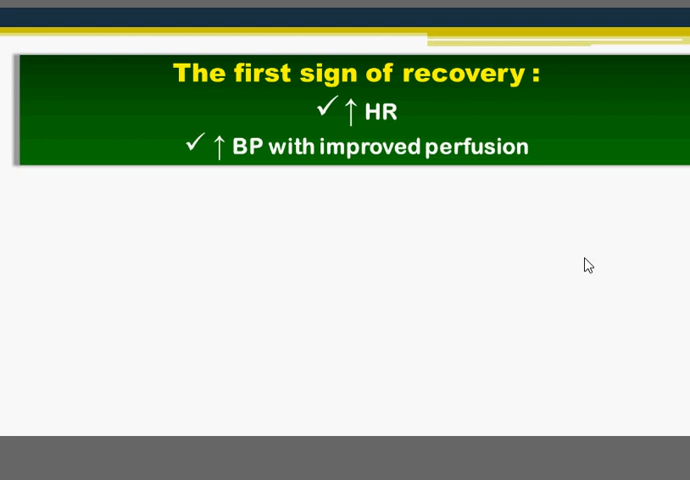 The first sign of recovery :
✓ ↑ HR
✓ ↑ BP with improved perfusion